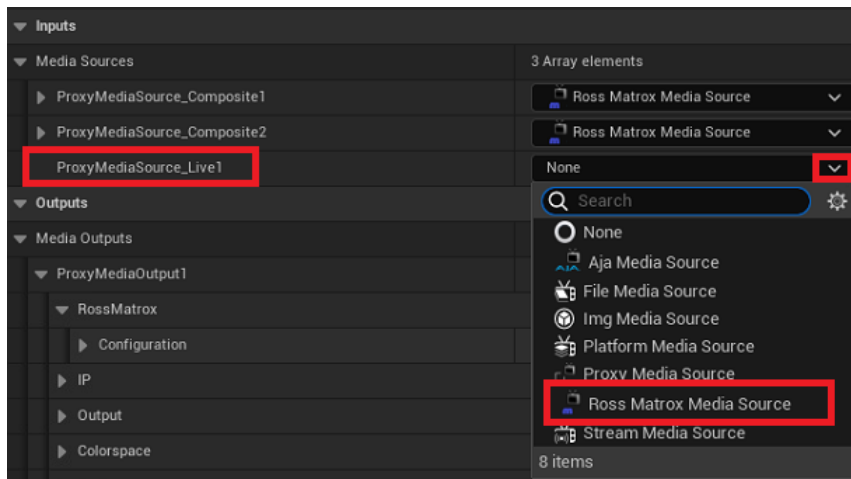 Inputs
Media Sources 3 Array elements
ProxyMediaSource_Composite1 Ross Matrox Media Source
ProxyMediaSource_Composite2 Ross Matrox Media Source
ProxyMediaSource_Live1 None
Outputs Search
Media Outputs None
Aja Media Source
ProxyMediaOutput1 File Media Source
RossMatrox Img Media Source
Configuration Platform Media Source
IP Proxy Media Source
Output Ross Matrox Media Source
Colorspace Stream Media Source
8 items